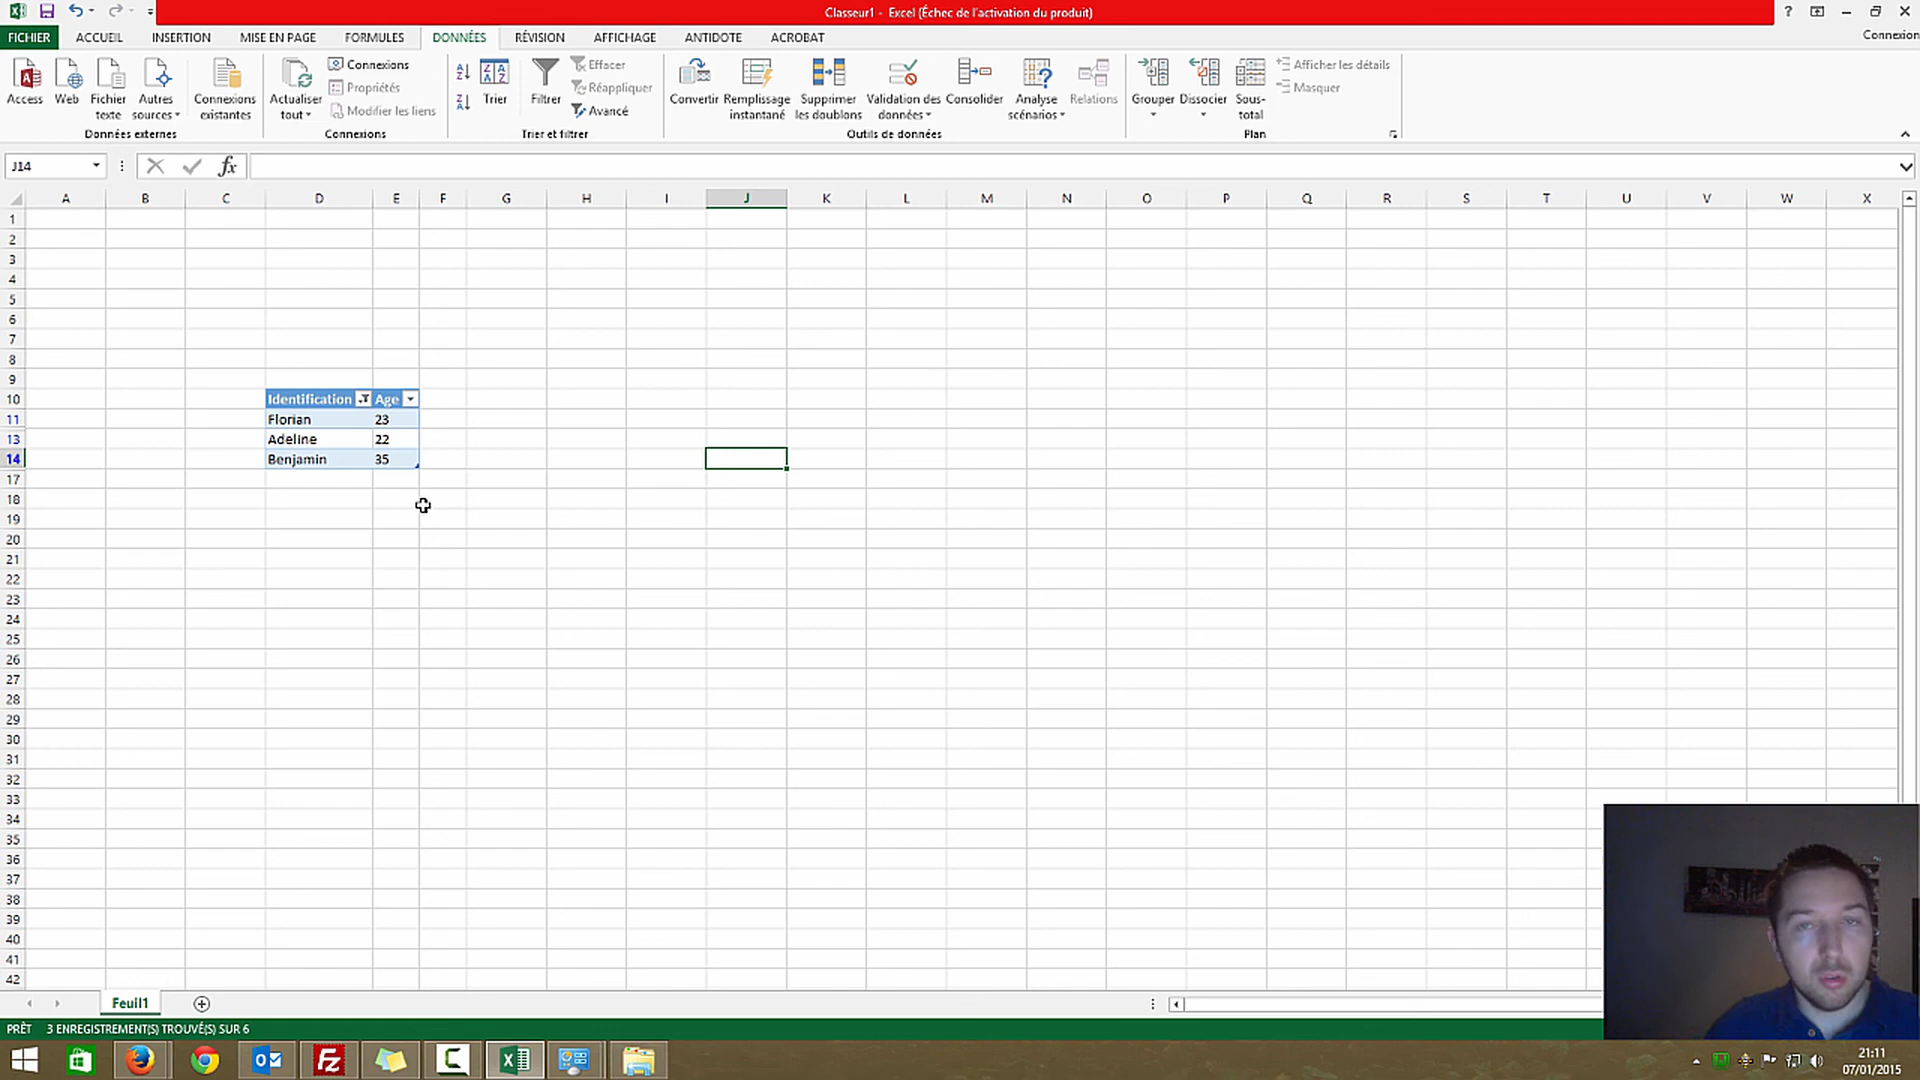 Classeur1 - Excel (Échec de l'activation du produit)
FICHIER ACCUEIL INSERTION MISE EN PAGE FORMULES DONNÉES RÉVISION AFFICHAGE ANTIDOTE ACROBAT Connexion
Access
Web
Fichier
texte
Autres
sources
Données externes
Connexions
existantes
Actualiser
tout
Connexions
Propriétés
Modifier les liens
Connexions
Trier
Filtrer
Effacer
Réappliquer
Avancé
Trier et filtrer
Convertir
Remplissage
instantané
Supprimer
les doublons
Validation des
données
Consolider
Analyse
scénarios
Relations
Outils de données
Grouper
Dissocier
Sous-
total
Afficher les détails
Masquer
Plan
J14
fx
A B C D E F G H I J K L M N O P Q R S T U V W X
1
2
3
4
5
6
7
8
9
10 Identification Age
11 Florian 23
13 Adeline 22
14 Benjamin 35
17
18
19
20
21
22
23
24
25
26
27
28
29
30
31
32
33
34
35
36
37
38
39
40
41
42
Feuil1
PRÊT 3 ENREGISTREMENT(S) TROUVÉ(S) SUR 6
21:11
07/01/2015